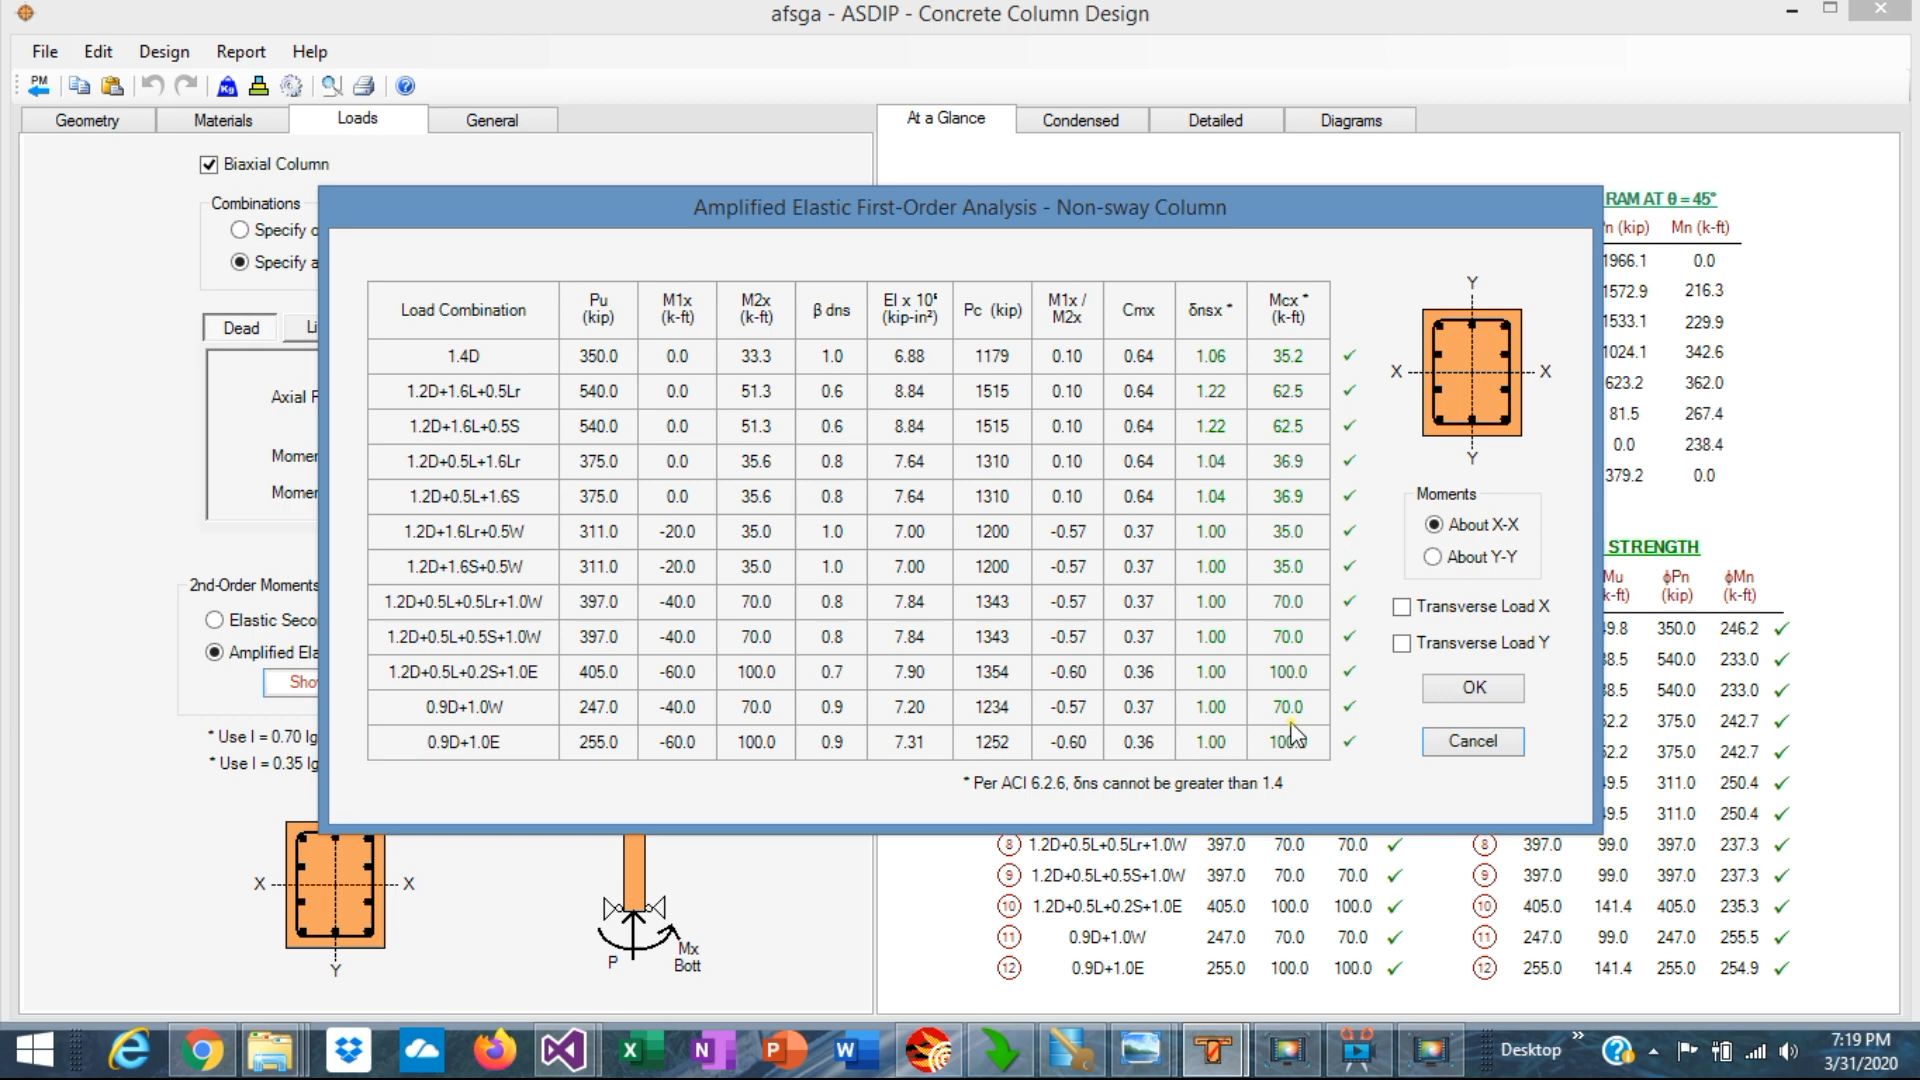 afsga - ASDIP - Concrete Column Design
File Edit Design Report Help
PM
Kg
Geometry Materials Loads General
At a Glance Condensed Detailed Diagrams
Biaxial Column
Combinations
Specify
Specify a
Dead
Axial
Momen
Momen
2nd-Order Moments
Elastic Seco
Amplified Ela
Sho
* Use I = 0.70 Ig
* Use I = 0.35 Ig
X X
Y
P
Mx
Bott
Amplified Elastic First-Order Analysis - Non-sway Column
Load Combination Pu (kip) M1x (k-ft) M2x (k-ft) β dns EI x 10⁶ (kip-in²) Pc (kip) M1x / M2x Cmx δnsx * Mcx * (k-ft)
1.4D 350.0 0.0 33.3 1.0 6.88 1179 0.10 0.64 1.06 35.2 ✓
1.2D+1.6L+0.5Lr 540.0 0.0 51.3 0.6 8.84 1515 0.10 0.64 1.22 62.5 ✓
1.2D+1.6L+0.5S 540.0 0.0 51.3 0.6 8.84 1515 0.10 0.64 1.22 62.5 ✓
1.2D+0.5L+1.6Lr 375.0 0.0 35.6 0.8 7.64 1310 0.10 0.64 1.04 36.9 ✓
1.2D+0.5L+1.6S 375.0 0.0 35.6 0.8 7.64 1310 0.10 0.64 1.04 36.9 ✓
1.2D+1.6Lr+0.5W 311.0 -20.0 35.0 1.0 7.00 1200 -0.57 0.37 1.00 35.0 ✓
1.2D+1.6S+0.5W 311.0 -20.0 35.0 1.0 7.00 1200 -0.57 0.37 1.00 35.0 ✓
1.2D+0.5L+0.5Lr+1.0W 397.0 -40.0 70.0 0.8 7.84 1343 -0.57 0.37 1.00 70.0 ✓
1.2D+0.5L+0.5S+1.0W 397.0 -40.0 70.0 0.8 7.84 1343 -0.57 0.37 1.00 70.0 ✓
1.2D+0.5L+0.2S+1.0E 405.0 -60.0 100.0 0.7 7.90 1354 -0.60 0.36 1.00 100.0 ✓
0.9D+1.0W 247.0 -40.0 70.0 0.9 7.20 1234 -0.57 0.37 1.00 70.0 ✓
0.9D+1.0E 255.0 -60.0 100.0 0.9 7.31 1252 -0.60 0.36 1.00 ✓
* Per ACI 6.2.6, δns cannot be greater than 1.4
Y
X X
Y
Moments
About X-X
About Y-Y
Transverse Load X
Transverse Load Y
OK
Cancel
RAM AT θ = 45°
(kip) Mn (k-ft)
1966.1 0.0
1572.9 216.3
1533.1 229.9
1024.1 342.6
623.2 362.0
81.5 267.4
0.0 238.4
379.2 0.0
STRENGTH
Mu k-ft) ϕPn (kip) ϕMn (k-ft)
49.8 350.0 246.2 ✓
8.5 540.0 233.0 ✓
8.5 540.0 233.0 ✓
52.2 375.0 242.7 ✓
52.2 375.0 242.7 ✓
49.5 311.0 250.4 ✓
49.5 311.0 250.4 ✓
8 1.2D+0.5L+0.5Lr+1.0W 397.0 70.0 70.0 ✓ 8 397.0 99.0 397.0 237.3 ✓
9 1.2D+0.5L+0.5S+1.0W 397.0 70.0 70.0 ✓ 9 397.0 99.0 397.0 237.3 ✓
10 1.2D+0.5L+0.2S+1.0E 405.0 100.0 100.0 ✓ 10 405.0 141.4 405.0 235.3 ✓
11 0.9D+1.0W 247.0 70.0 70.0 ✓ 11 247.0 99.0 247.0 255.5 ✓
12 0.9D+1.0E 255.0 100.0 100.0 ✓ 12 255.0 141.4 255.0 254.9 ✓
Desktop
7:19 PM
3/31/2020